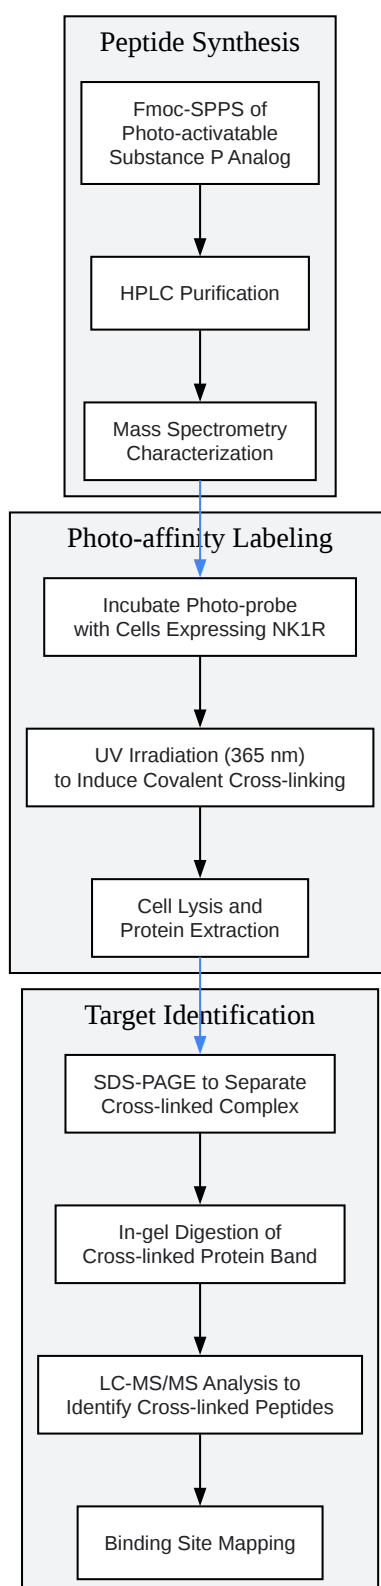 Peptide Synthesis
Fmoc-SPPS of
Photo-activatable
Substance P Analog
HPLC Purification
Mass Spectrometry
Characterization
Photo-affinity Labeling
Incubate Photo-probe
with Cells Expressing NK1R
UV Irradiation (365 nm)
to Induce Covalent Cross-linking
Cell Lysis and
Protein Extraction
Target Identification
SDS-PAGE to Separate
Cross-linked Complex
In-gel Digestion of
Cross-linked Protein Band
LC-MS/MS Analysis to
Identify Cross-linked Peptides
Binding Site Mapping